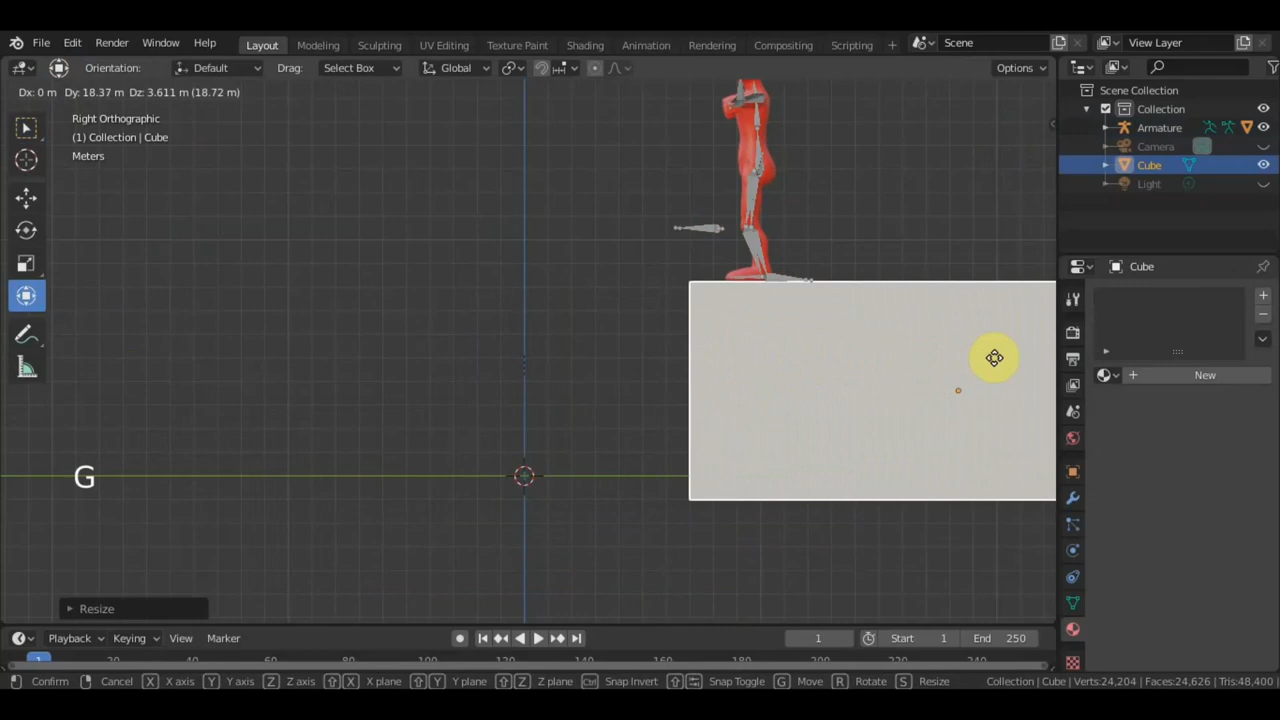 File Edit Render Window Help Layout Modeling Sculpting UV Editing Texture Paint Shading Animation Rendering Compositing Scripting + Scene View Layer
Orientation: Default Drag: Select Box Global Options
Dx: 0 m Dy: 18.37 m Dz: 3.611 m (18.72 m)
Right Orthographic
(1) Collection | Cube
Meters
Scene Collection
Collection
Armature
Camera
Cube
Light
Cube
New
G
Resize
Playback Keying View Marker 1 Start 1 End 250
1 20 40 60 80 100 120 140 160 180 200 220 240
Confirm Cancel X X axis Y Y axis Z Z axis X X plane Y Y plane Z Z plane Ctrl Snap Invert Snap Toggle G Move R Rotate S Resize Collection | Cube | Verts:24,204 | Faces:24,626 | Tris:48,400